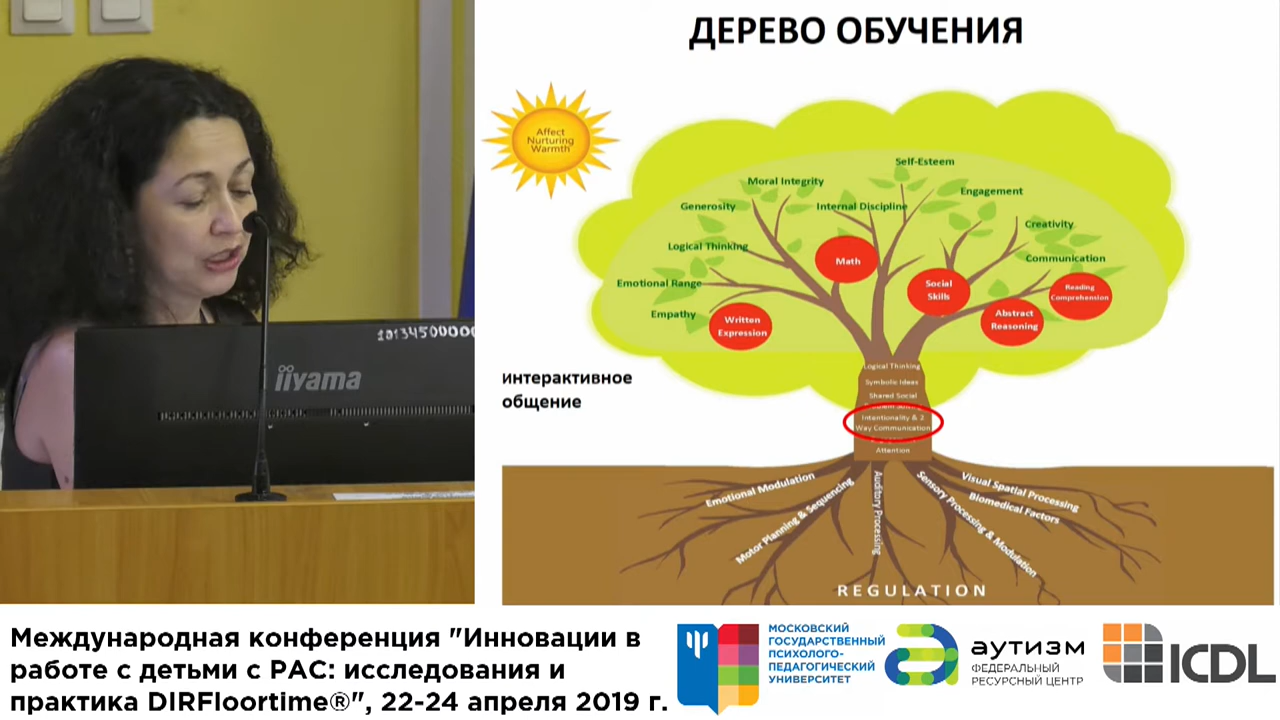 ДЕРЕВО ОБУЧЕНИЯ
Affect
Nurturing
Warmth
Self-Esteem
Moral Integrity
Engagement
Generosity
Internal Discipline
Creativity
Logical Thinking
Communication
Math
Emotional Range
Social
Skills
Reading
Comprehension
Empathy
Written
Expression
Abstract
Reasoning
интерактивное
общение
Logical Thinking
Symbolic Ideas
Shared Social
Intentionality & 2
Way Communication
Attention
Emotional Modulation
Motor Planning & Sequencing
Auditory Processing
Sensory Processing & Modulation
Visual Spatial Processing
Biomedical Factors
REGULATION
iiyama
Международная конференция "Инновации в
работе с детьми с РАС: исследования и
практика DIRFloortime®", 22-24 апреля 2019 г.
МОСКОВСКИЙ
ГОСУДАРСТВЕННЫЙ
ПСИХОЛОГО-
ПЕДАГОГИЧЕСКИЙ
УНИВЕРСИТЕТ
аутизм
ФЕДЕРАЛЬНЫЙ
РЕСУРСНЫЙ ЦЕНТР
ICDL